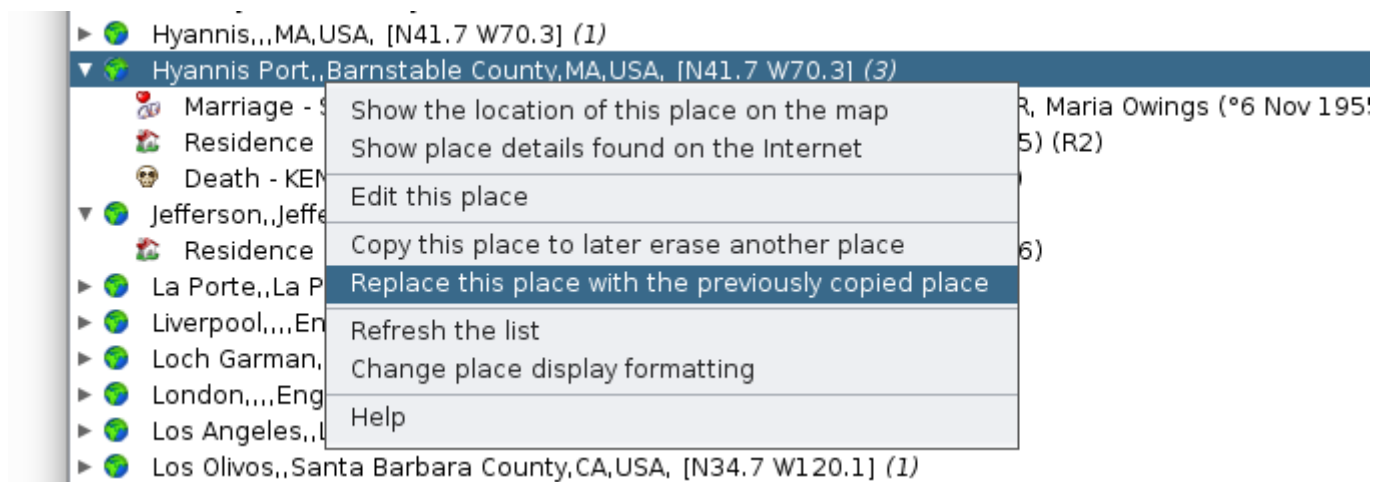 Hyannis,,,MA,USA, [N41.7 W70.3] (1)
Hyannis Port,,Barnstable County,MA,USA, [N41.7 W70.3] (3)
Marriage - R, Maria Owings (°6 Nov 195
Residence 5) (R2)
Death - KEN
Jefferson,,Jeffe
Residence 6)
La Porte,,La P
Liverpool,,,,En
Loch Garman,
London,,,,Eng
Los Angeles,,L
Los Olivos,,Santa Barbara County,CA,USA, [N34.7 W120.1] (1)
Show the location of this place on the map
Show place details found on the Internet
Edit this place
Copy this place to later erase another place
Replace this place with the previously copied place
Refresh the list
Change place display formatting
Help